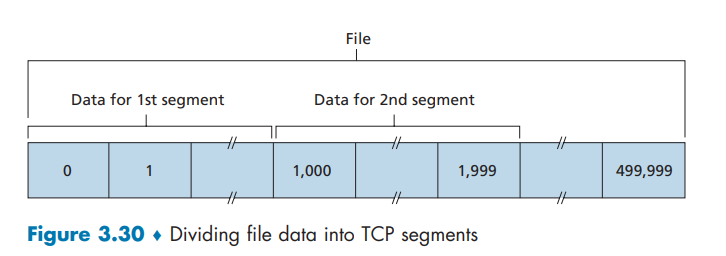 File
Data for 1st segment Data for 2nd segment
0 1 1,000 1,999 499,999
Figure 3.30 ♦ Dividing file data into TCP segments